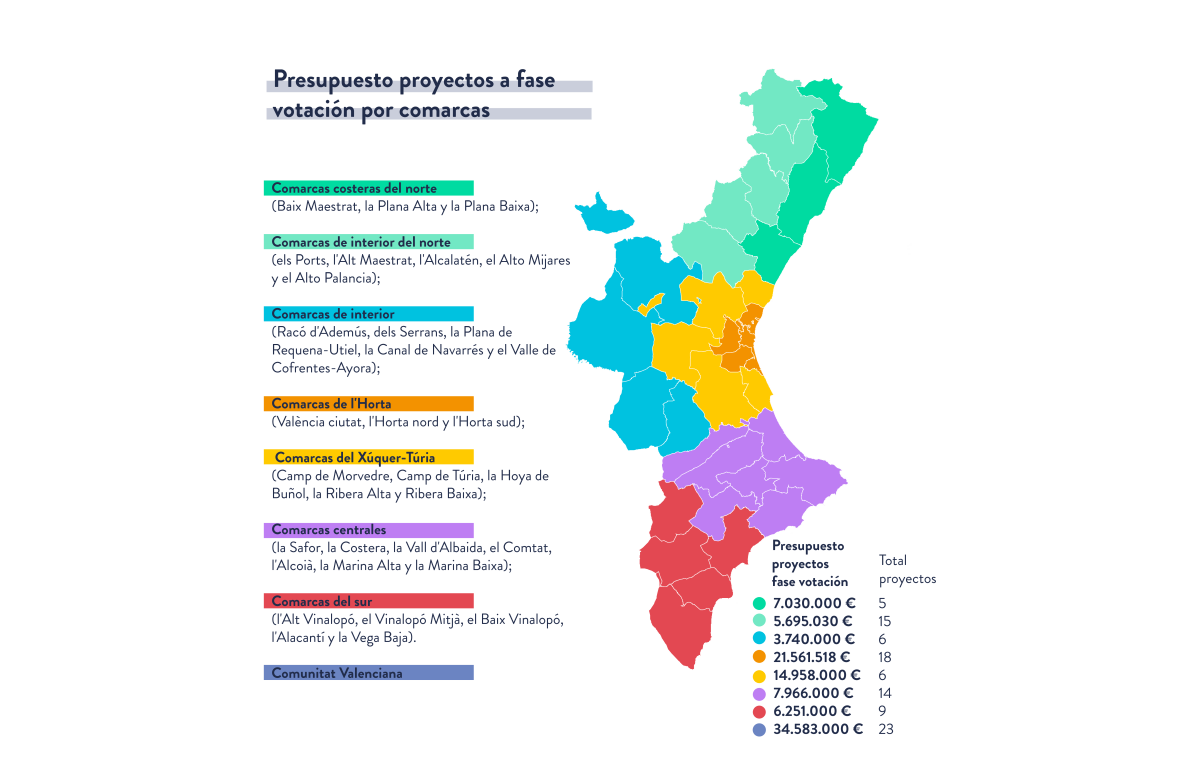 Presupuesto proyectos a fase
votación por comarcas
Comarcas costeras del norte
(Baix Maestrat, la Plana Alta y la Plana Baixa);
Comarcas de interior del norte
(els Ports, l'Alt Maestrat, l'Alcalatén, el Alto Mijares
y el Alto Palancia);
Comarcas de interior
(Racó d'Ademús, dels Serrans, la Plana de
Requena-Utiel, la Canal de Navarrés y el Valle de
Cofrentes-Ayora);
Comarcas de l'Horta
(València ciutat, l'Horta nord y l'Horta sud);
Comarcas del Xúquer-Túria
(Camp de Morvedre, Camp de Túria, la Hoya de
Buñol, la Ribera Alta y Ribera Baixa);
Comarcas centrales
(la Safor, la Costera, la Vall d'Albaida, el Comtat,
l'Alcoià, la Marina Alta y la Marina Baixa);
Comarcas del sur
(l'Alt Vinalopó, el Vinalopó Mitjà, el Baix Vinalopó,
l'Alacantí y la Vega Baja).
Comunitat Valenciana
Presupuesto
proyectos
fase votación
Total
proyectos
7.030.000 € 5
5.695.030 € 15
3.740.000 € 6
21.561.518 € 18
14.958.000 € 6
7.966.000 € 14
6.251.000 € 9
34.583.000 € 23